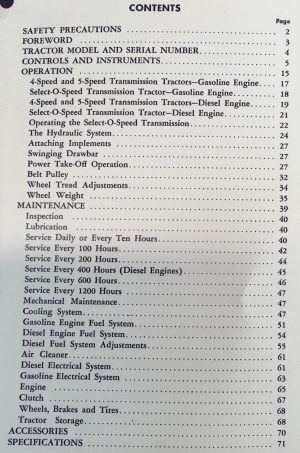 CONTENTS
Page
SAFETY PRECAUTIONS 2
FOREWORD 3
TRACTOR MODEL AND SERIAL NUMBER 4
CONTROLS AND INSTRUMENTS 5
OPERATION 15
4-Speed and 5-Speed Transmission Tractors—Gasoline Engine 17
Select-O-Speed Transmission Tractor—Gasoline Engine 18
4-Speed and 5-Speed Transmission Tractors—Diesel Engine 19
Select-O-Speed Transmission Tractor—Diesel Engine 21
Operating the Select-O-Speed Transmission 22
The Hydraulic System 24
Attaching Implements 27
Swinging Drawbar 27
Power Take-Off Operation 27
Belt Pulley 32
Wheel Tread Adjustments 34
Wheel Weight 35
MAINTENANCE 39
Inspection 40
Lubrication 40
Service Daily or Every Ten Hours 40
Service Every 100 Hours 42
Service Every 200 Hours 44
Service Every 400 Hours (Diesel Engines) 45
Service Every 600 Hours 46
Service Every 1200 Hours 47
Mechanical Maintenance 47
Cooling System 47
Gasoline Engine Fuel System 51
Diesel Engine Fuel System 54
Diesel Fuel System Adjustments 55
Air Cleaner 61
Diesel Electrical System 61
Gasoline Electrical System 63
Engine 65
Clutch 67
Wheels, Brakes and Tires 68
Tractor Storage 68
ACCESSORIES 70
SPECIFICATIONS 71